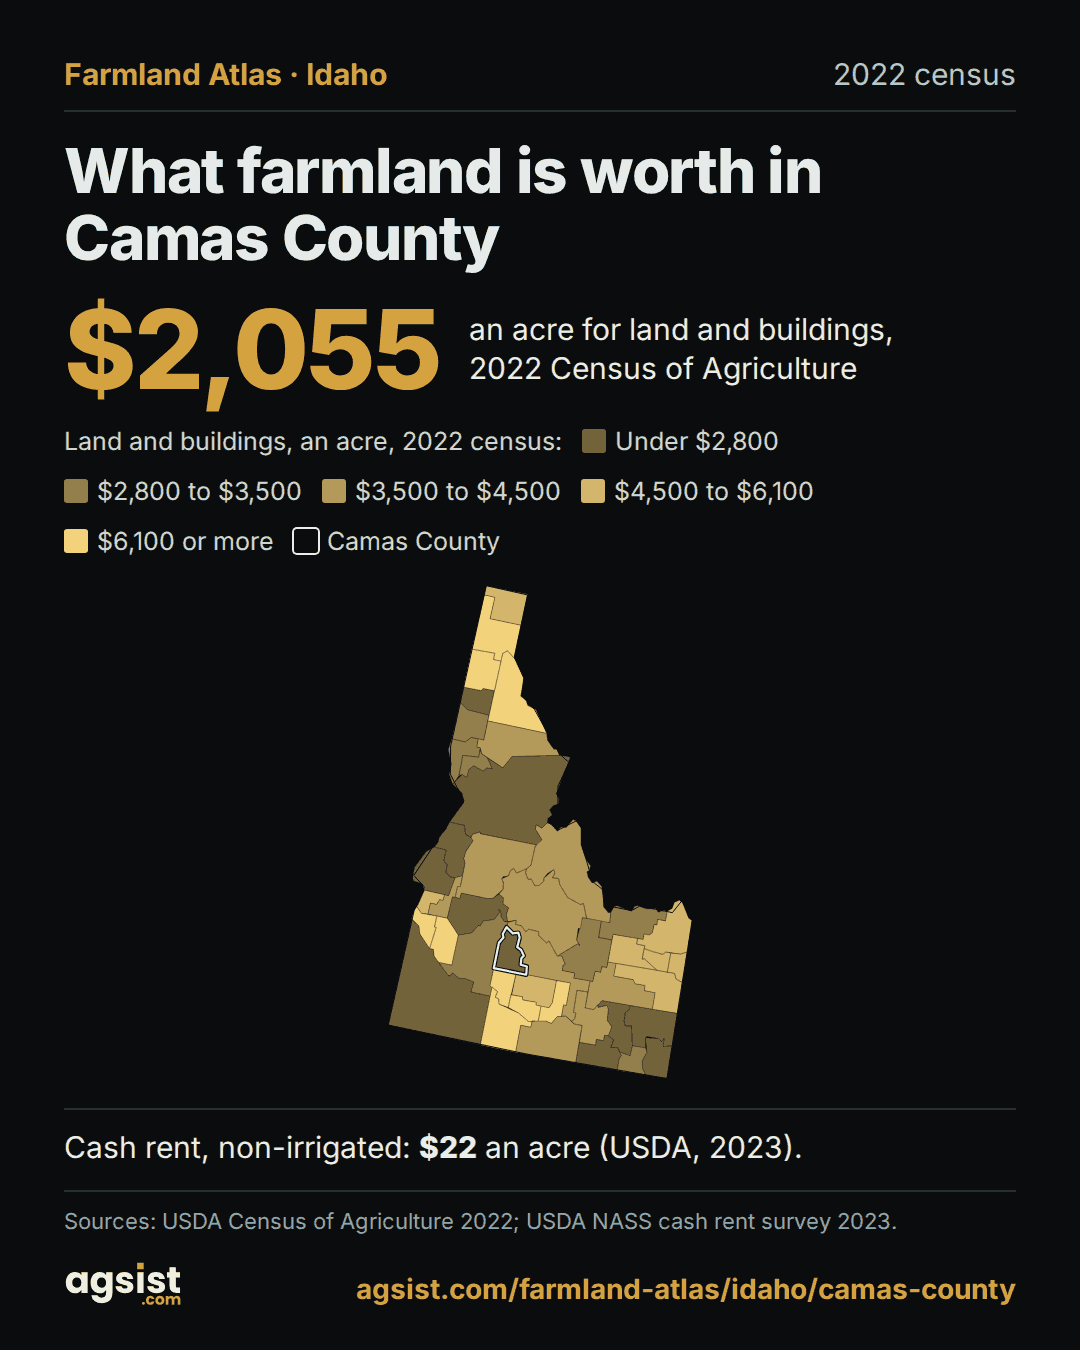 Farmland Atlas · Idaho
2022 census
What farmland is worth in
Camas County
$2,055
an acre for land and buildings,
2022 Census of Agriculture
Land and buildings, an acre, 2022 census: Under $2,800
$2,800 to $3,500 $3,500 to $4,500 $4,500 to $6,100
$6,100 or more Camas County
Cash rent, non-irrigated: $22 an acre (USDA, 2023).
Sources: USDA Census of Agriculture 2022; USDA NASS cash rent survey 2023.
agsist
.com
agsist.com/farmland-atlas/idaho/camas-county